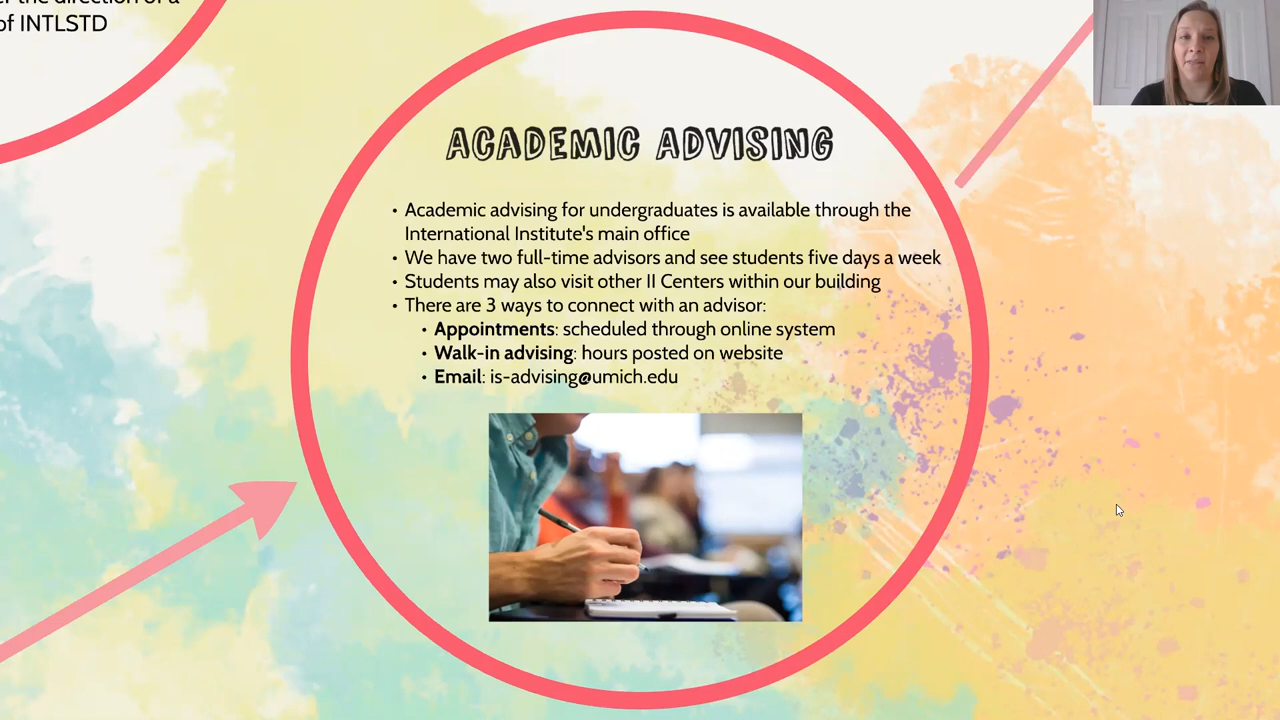 of INTLSTD
ACADEMIC ADVISING
• Academic advising for undergraduates is available through the
International Institute's main office
• We have two full-time advisors and see students five days a week
• Students may also visit other II Centers within our building
• There are 3 ways to connect with an advisor:
• Appointments: scheduled through online system
• Walk-in advising: hours posted on website
• Email: is-advising@umich.edu